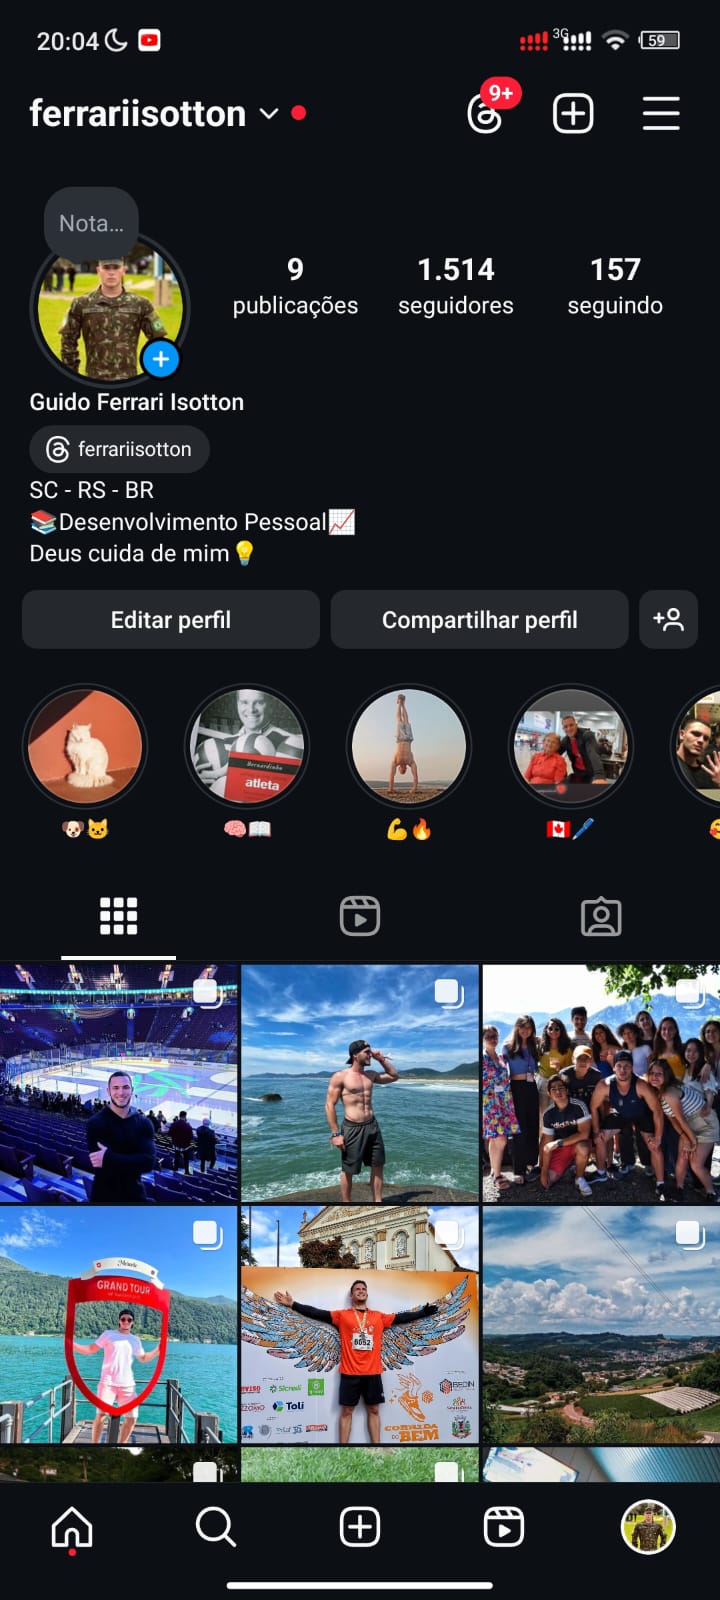 20:04
3G
59
ferrariisotton
9+
Nota...
9
publicações
1.514
seguidores
157
seguindo
Guido Ferrari Isotton
ferrariisotton
SC - RS - BR
📚Desenvolvimento Pessoal📈
Deus cuida de mim💡
Editar perfil
Compartilhar perfil
Bernardinho
atleta
GRAND TOUR
6052
Sicredi
Toli
CORRIDA
DO BEM